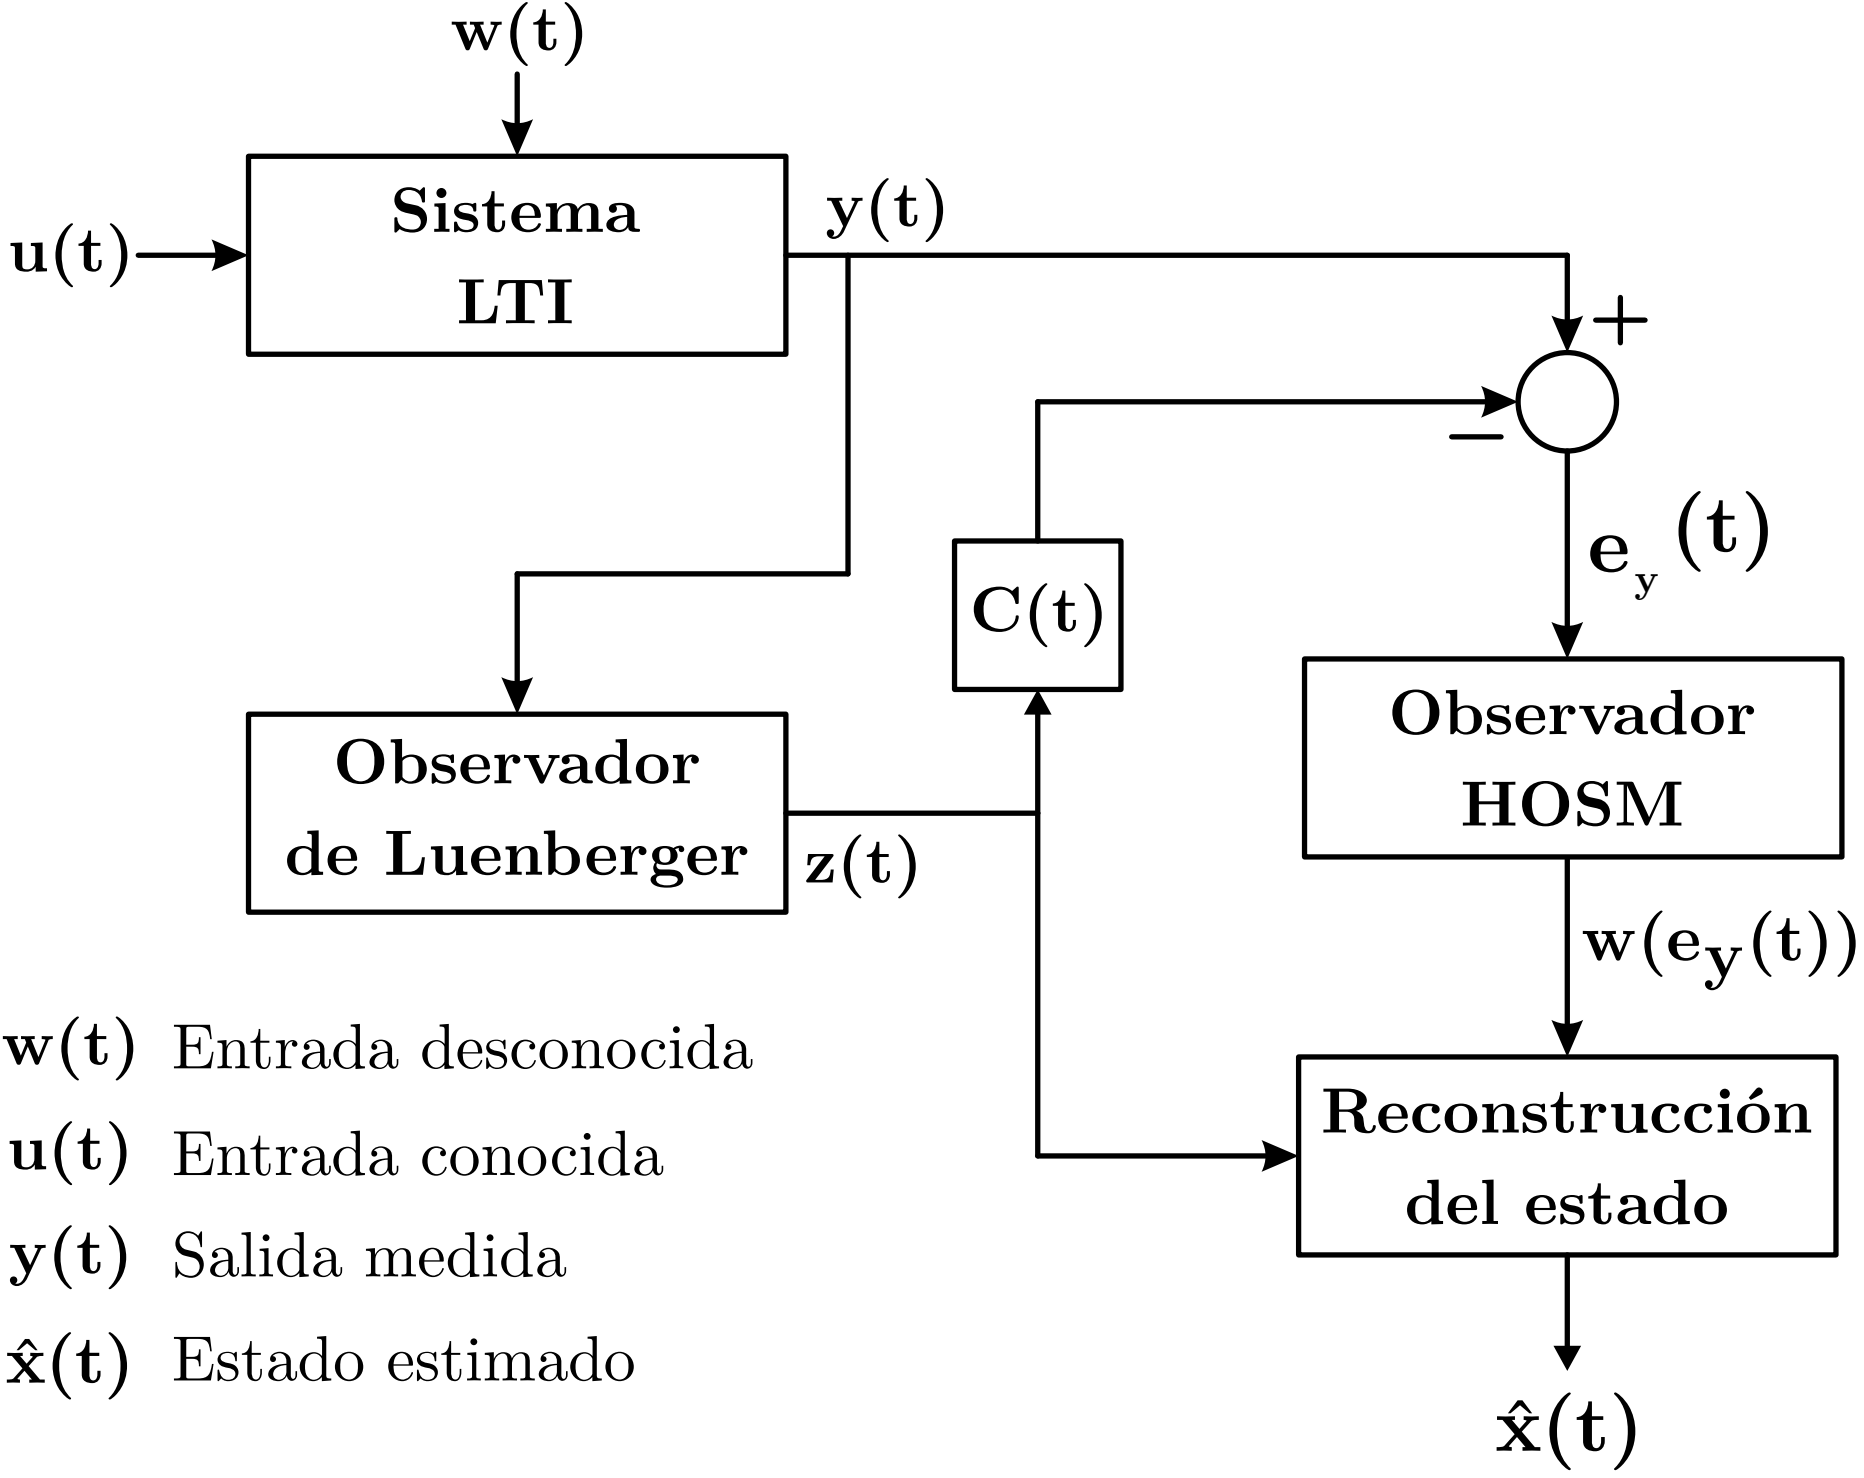 w(t)
u(t)
Sistema
LTI
y(t)
+
−
C(t)
e_y (t)
Observador
de Luenberger
z(t)
Observador
HOSM
w(e_y(t))
Reconstrucción
del estado
x̂(t)
w(t) Entrada desconocida
u(t) Entrada conocida
y(t) Salida medida
x̂(t) Estado estimado